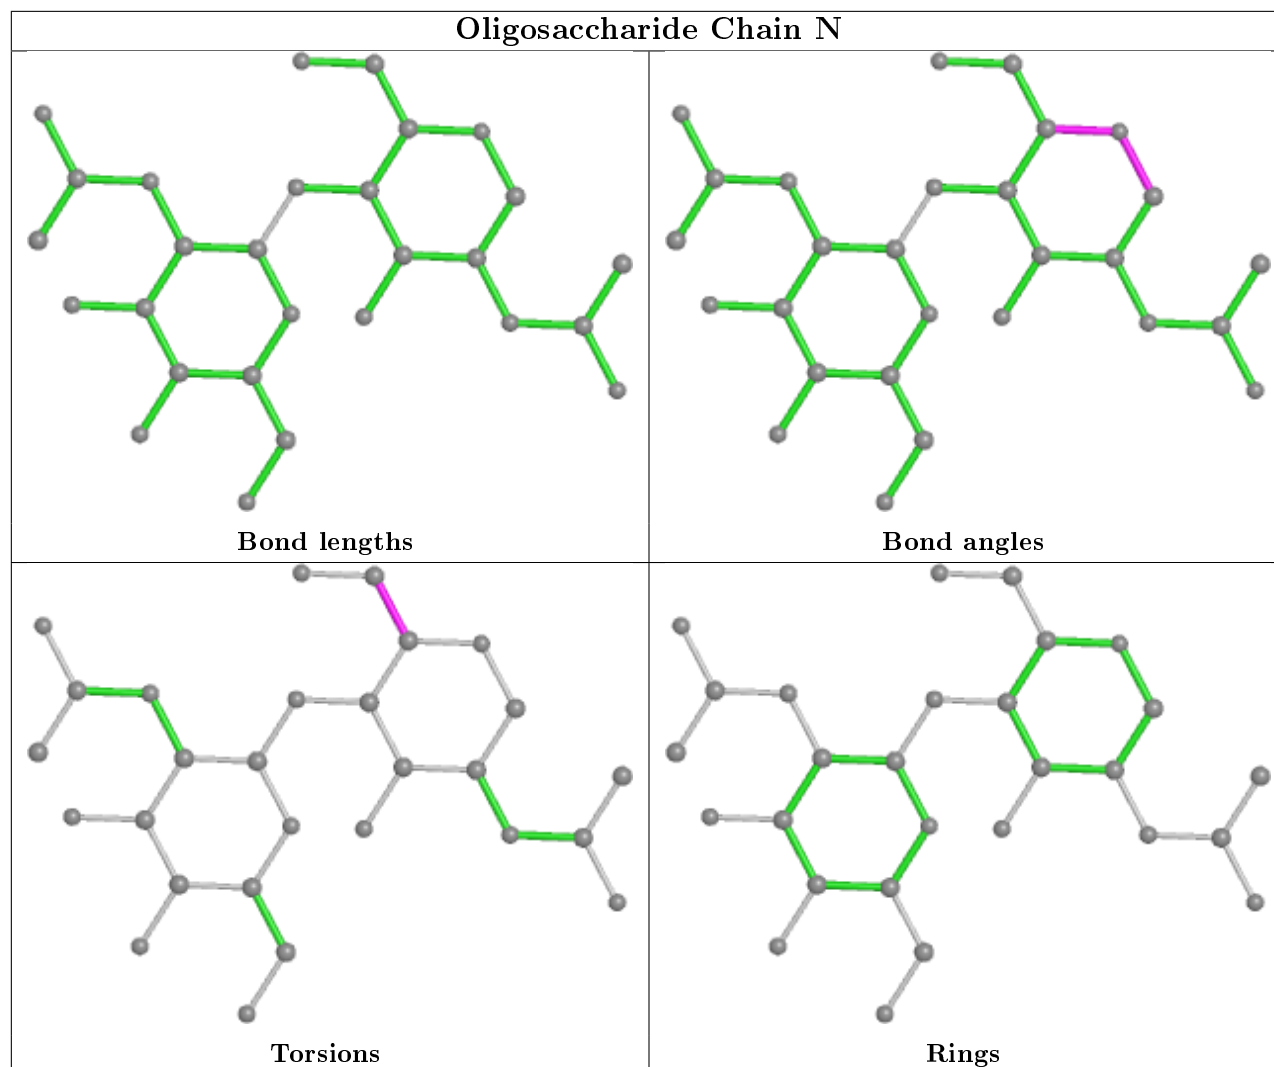 Oligosaccharide Chain N
Bond lengths
Bond angles
Torsions
Rings